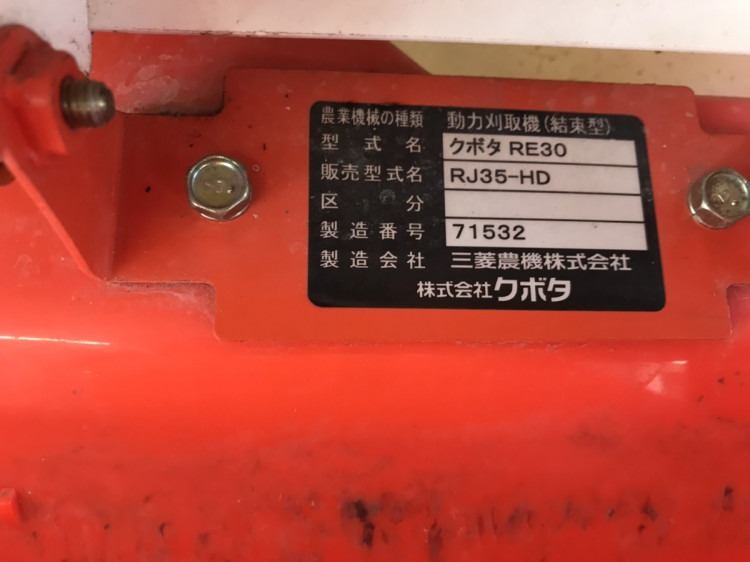 農業機械の種類 動力刈取機(結束型)
型式名 クボタ RE30
販売型式名 RJ35-HD
区分
製造番号 71532
製造会社 三菱農機株式会社
株式会社クボタ